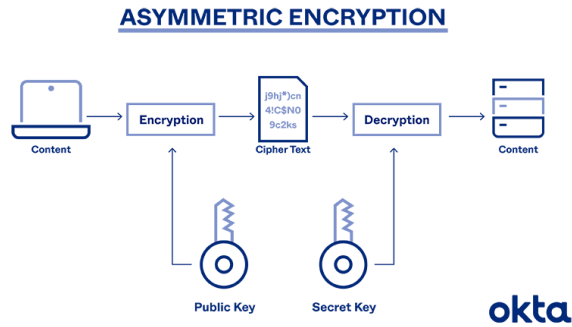 ASYMMETRIC ENCRYPTION
Content
Encryption
j9hj*)cn
4!C$N0
9c2ks
Cipher Text
Decryption
Content
Public Key
Secret Key
okta